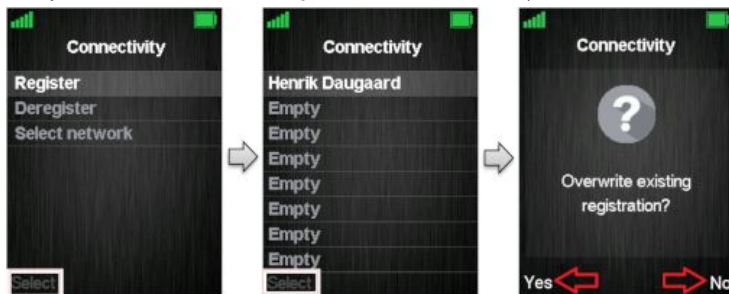 Connectivity
Register
Deregister
Select network
Select
Connectivity
Henrik Daugaard
Empty
Empty
Empty
Empty
Empty
Empty
Empty
Select
Connectivity
?
Overwrite existing
registration?
Yes
No